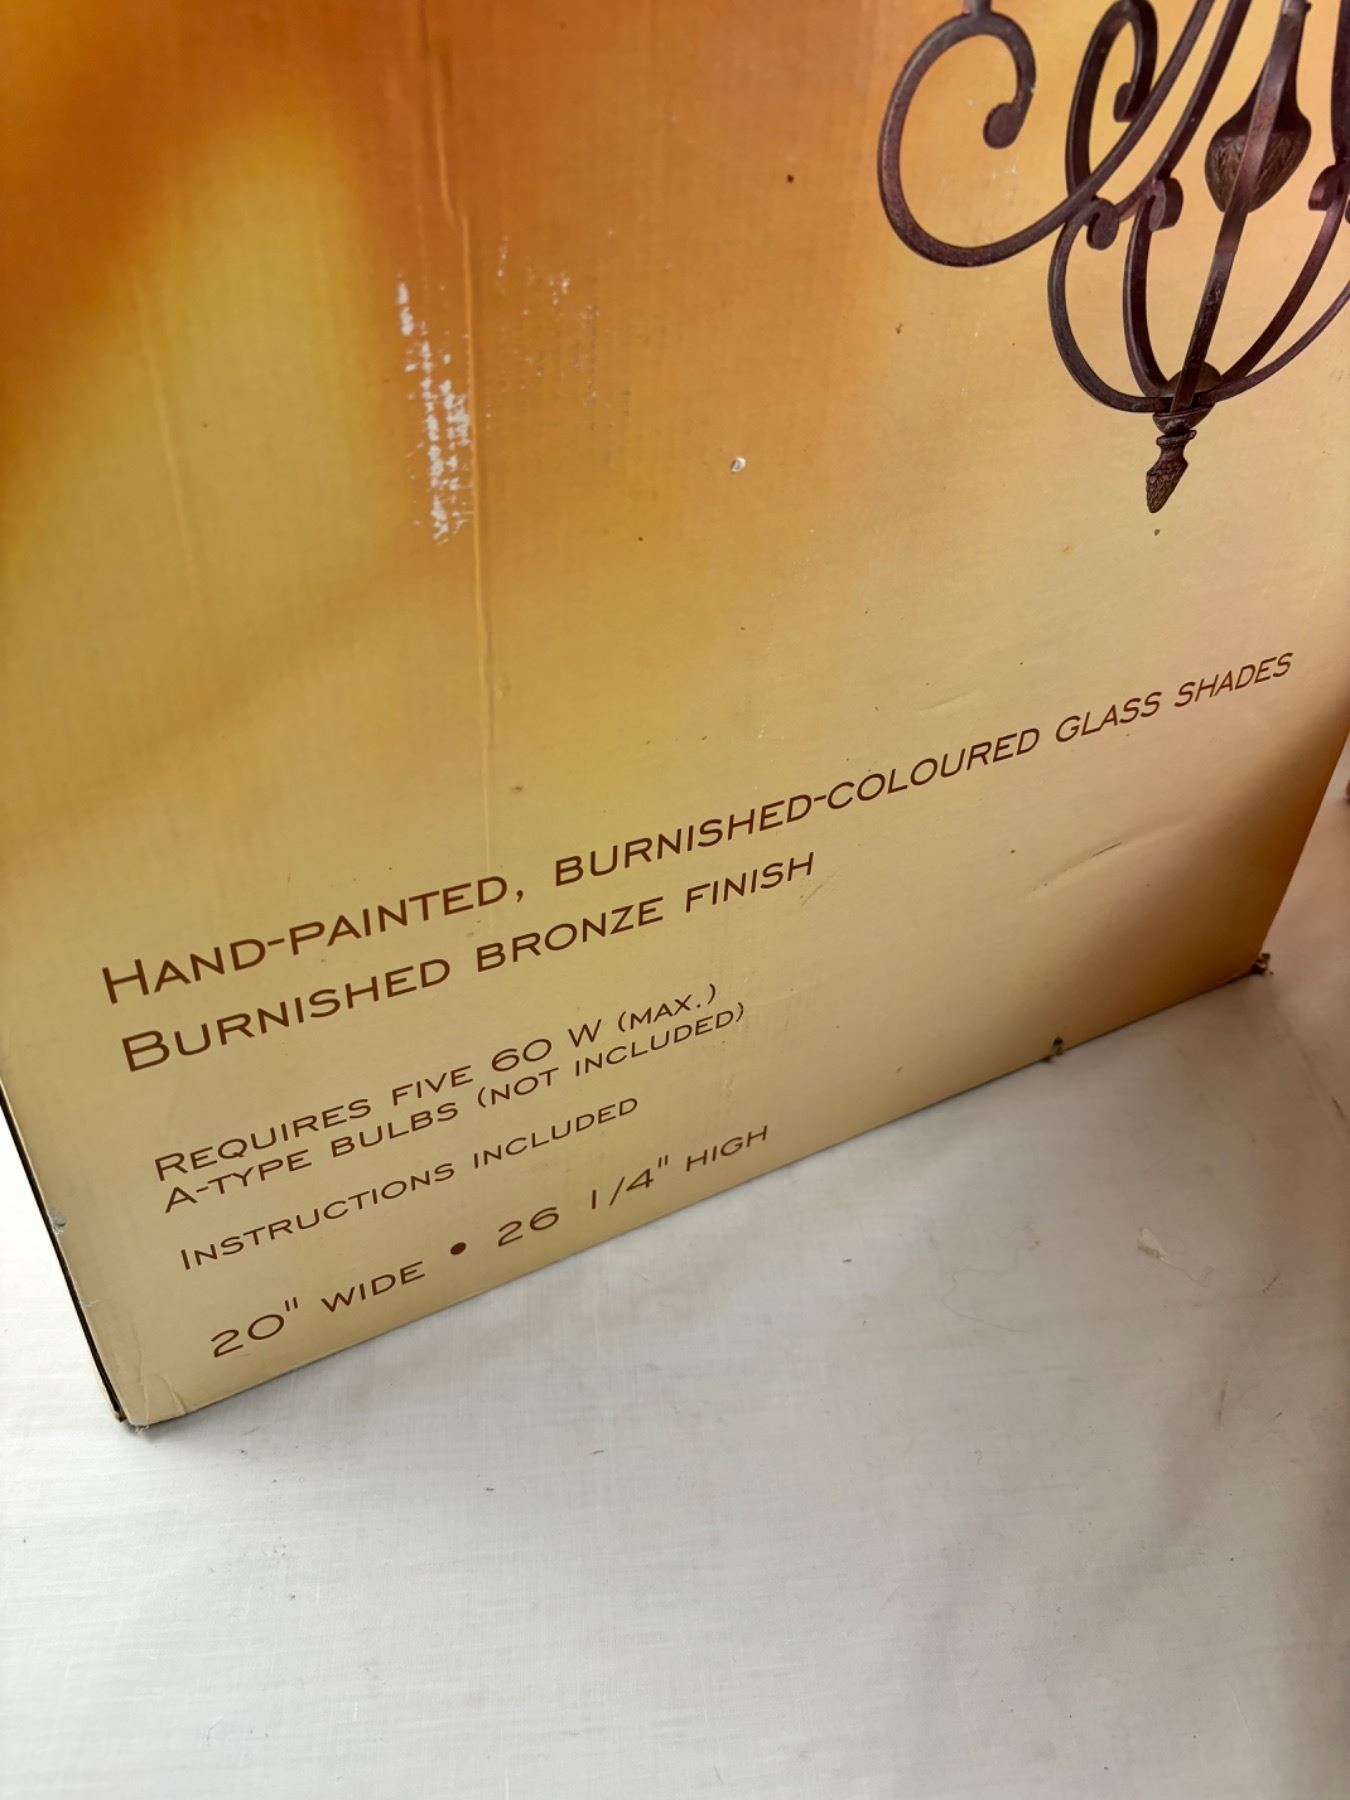 HAND-PAINTED, BURNISHED-COLOURED GLASS SHADES
BURNISHED BRONZE FINISH
REQUIRES FIVE 60 W (MAX.)
A-TYPE BULBS (NOT INCLUDED)
INSTRUCTIONS INCLUDED
20" WIDE • 26 1/4" HIGH